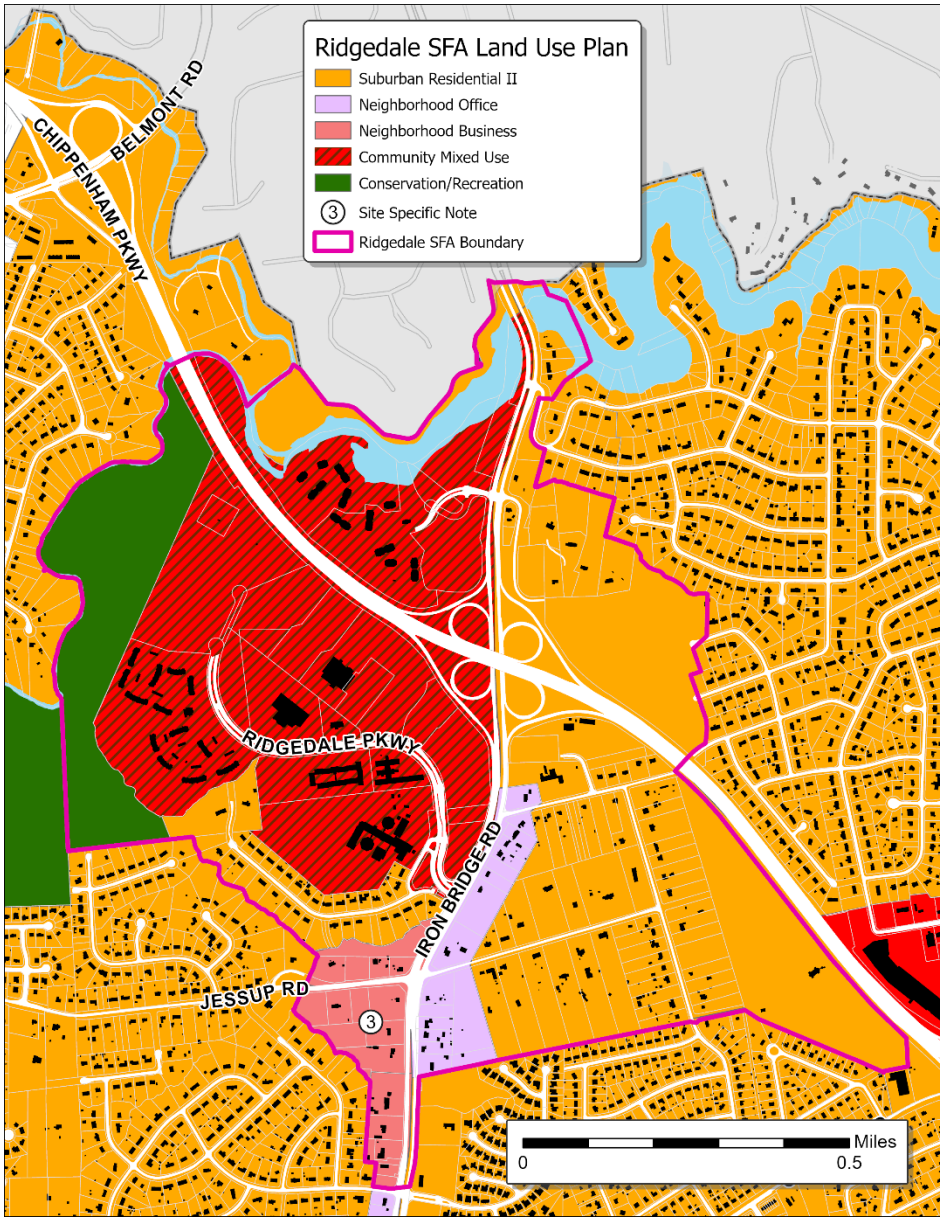 Ridgedale SFA Land Use Plan
Suburban Residential II
Neighborhood Office
Neighborhood Business
Community Mixed Use
Conservation/Recreation
3 Site Specific Note
Ridgedale SFA Boundary
BELMONT RD
CHIPPENHAM PKWY
RIDGEDALE PKWY
IRON BRIDGE RD
JESSUP RD
3
Miles
0 0.5